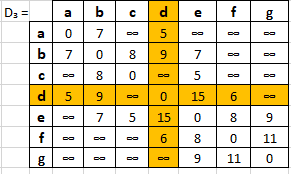 D₃ = a b c d e f g
a 0 7 ∞ 5 ∞ ∞ ∞
b 7 0 8 9 7 ∞ ∞
c ∞ 8 0 ∞ 5 ∞ ∞
d 5 9 ∞ 0 15 6 ∞
e ∞ 7 5 15 0 8 9
f ∞ ∞ ∞ 6 8 0 11
g ∞ ∞ ∞ ∞ 9 11 0